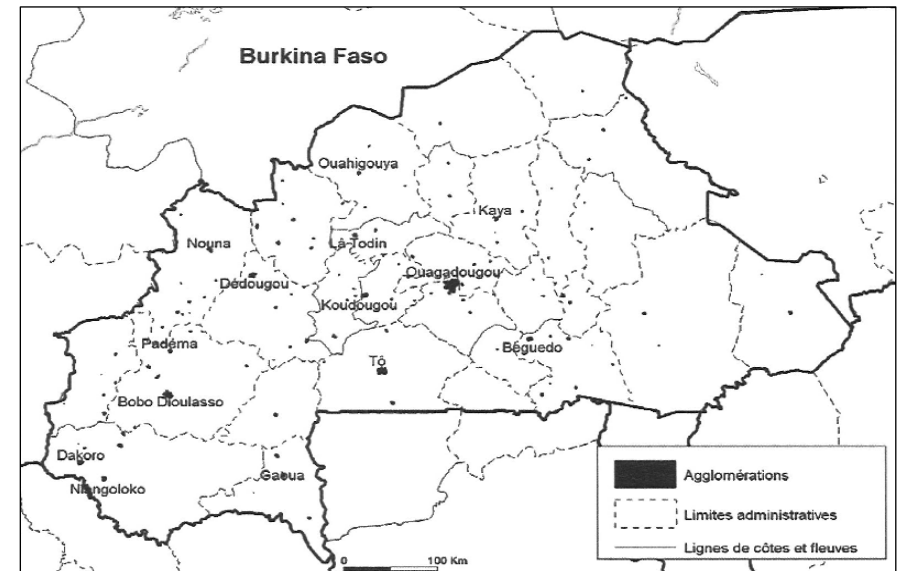 Burkina Faso
Ouahigouya
Kaya
Nouna
Lâ-Todin
Ouagadougou
Dédougou
Koudougou
Padéma
Béguedo
Tô
Bobo Dioulasso
Dakoro
Gaoua
Niangoloko
Agglomérations
Limites administratives
Lignes de côtes et fleuves
0 100 Km